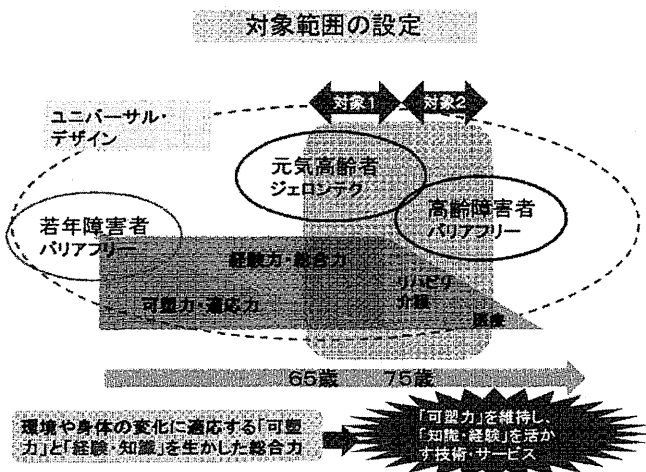 対象範囲の設定
対象1
対象2
ユニバーサル・
デザイン
元気高齢者
ジェロンテク
若年障害者
バリアフリー
高齢障害者
バリアフリー
経験力・総合力
リハビリ
介護
可塑力・適応力
医療
65歳
75歳
環境や身体の変化に適応する「可塑
力」と「経験・知識」を生かした総合力
「可塑力」を維持し、
「知識・経験」を活か
す技術・サービス